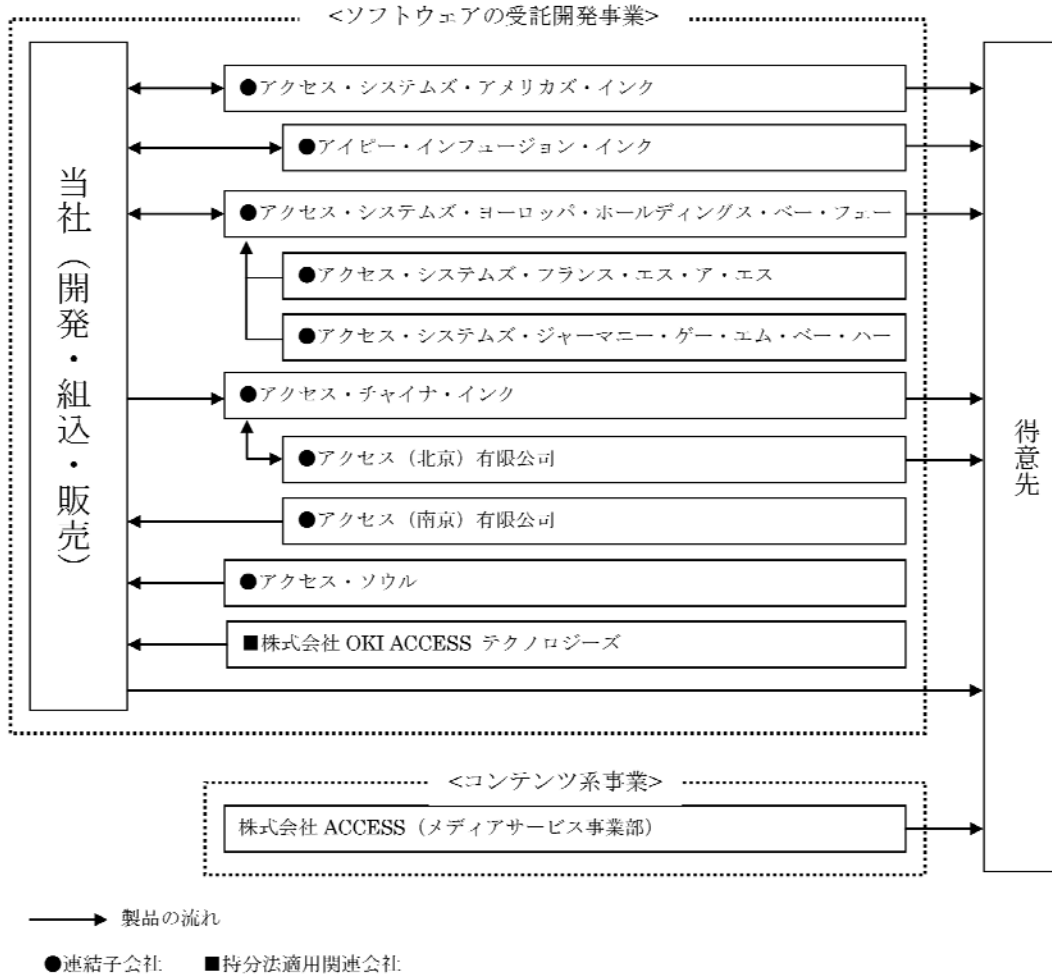 <ソフトウェアの受託開発事業>
当社（開発・組込・販売）
●アクセス・システムズ・アメリカズ・インク
●アイピー・インフュージョン・インク
●アクセス・システムズ・ヨーロッパ・ホールディングス・ベー・フェー
●アクセス・システムズ・フランス・エス・ア・エス
●アクセス・システムズ・ジャーマニー・ゲー・エム・ベー・ハー
●アクセス・チャイナ・インク
●アクセス（北京）有限公司
●アクセス（南京）有限公司
●アクセス・ソウル
■株式会社 OKI ACCESS テクノロジーズ
得意先
<コンテンツ系事業>
株式会社 ACCESS（メディアサービス事業部）
製品の流れ
●連結子会社 ■持分法適用関連会社